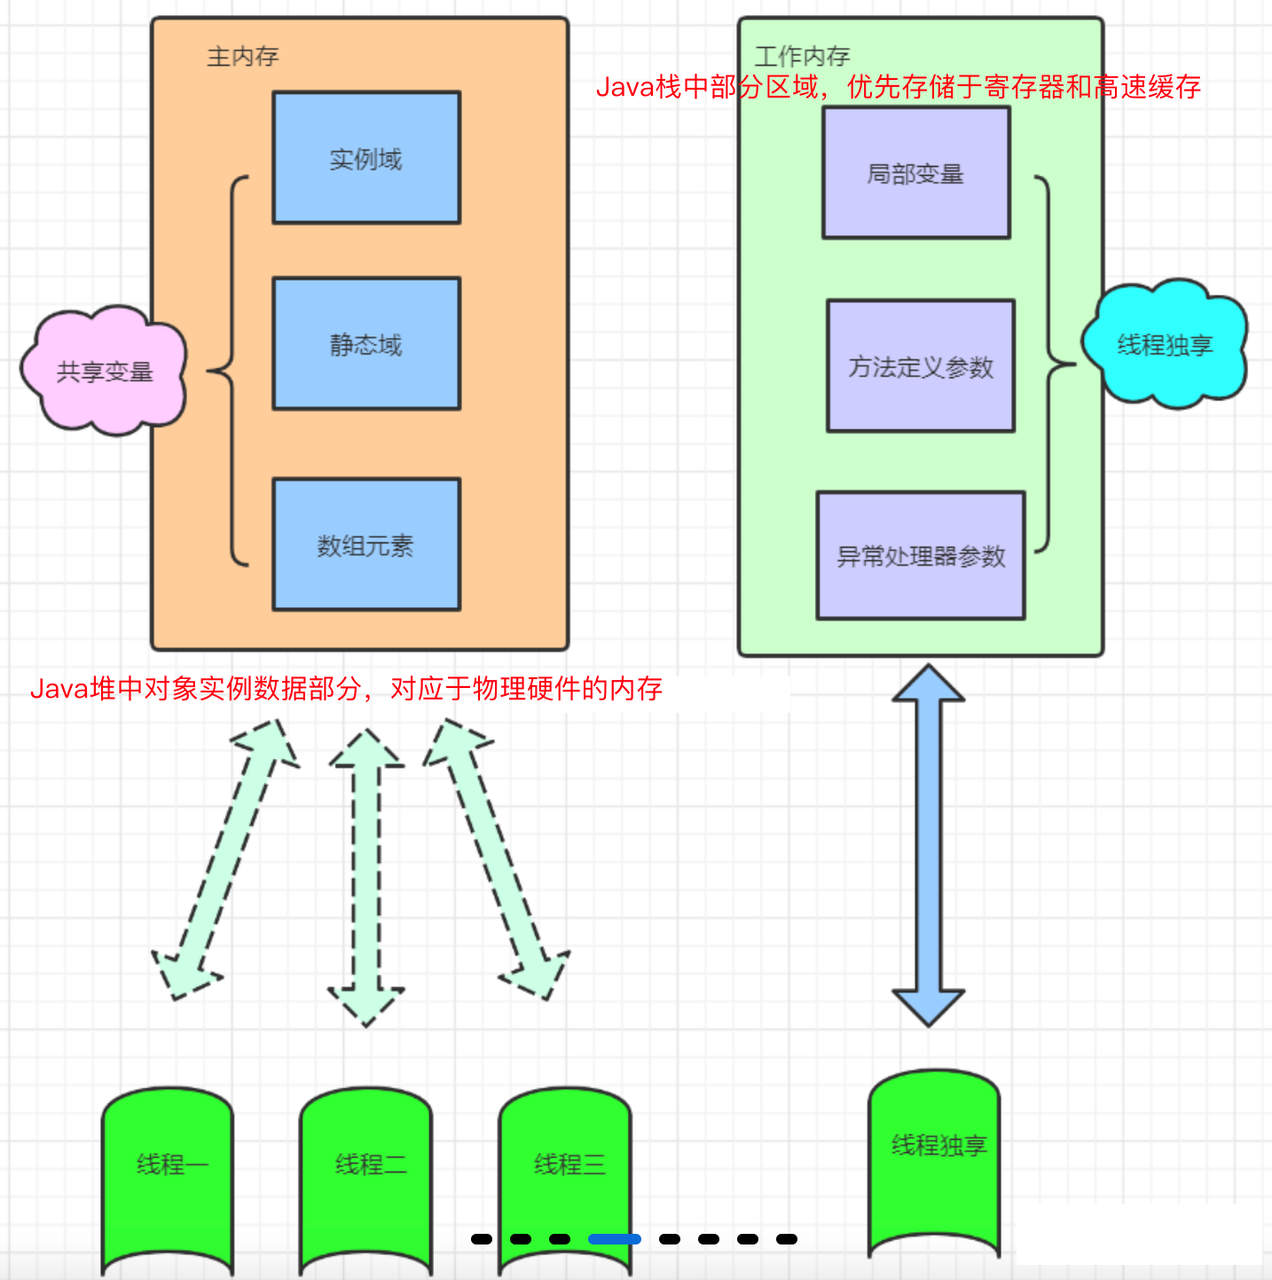 主内存
工作内存
Java栈中部分区域，优先存储于寄存器和高速缓存
实例域
局部变量
静态域
线程独享
共享变量
方法定义参数
数组元素
异常处理器参数
Java堆中对象实例数据部分，对应于物理硬件的内存
线程一
线程二
线程三
线程独享